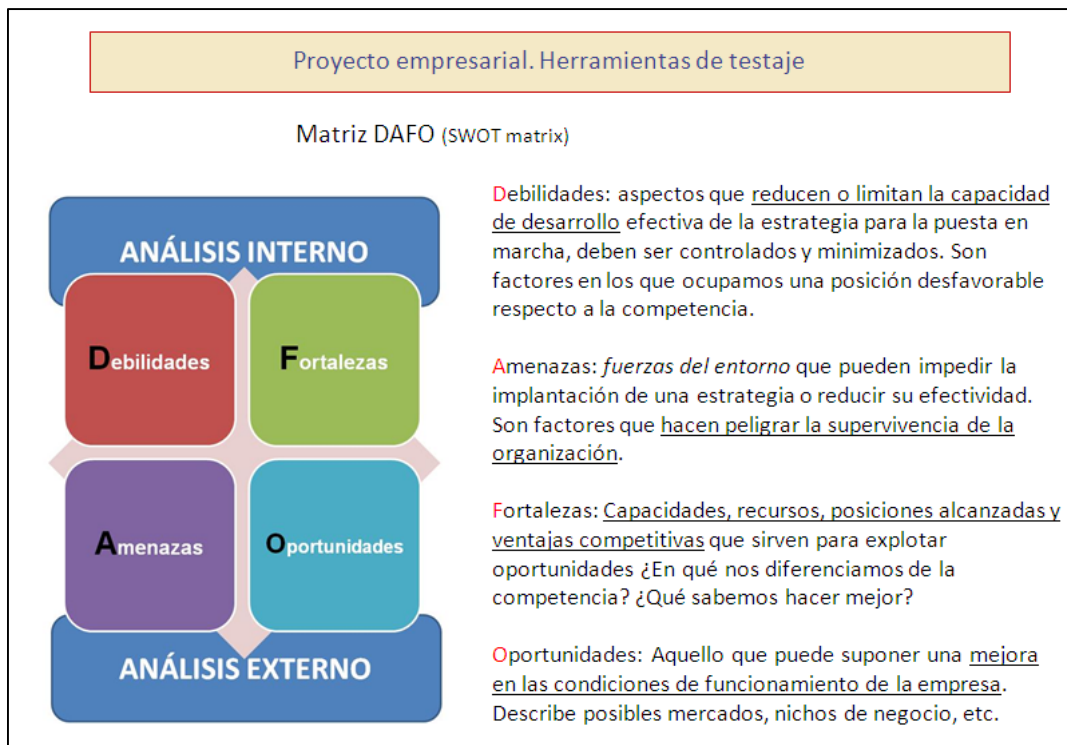 Proyecto empresarial. Herramientas de testaje
Matriz DAFO (SWOT matrix)
ANÁLISIS INTERNO
Debilidades
Fortalezas
Amenazas
Oportunidades
ANÁLISIS EXTERNO
Debilidades: aspectos que reducen o limitan la capacidad
de desarrollo efectiva de la estrategia para la puesta en
marcha, deben ser controlados y minimizados. Son
factores en los que ocupamos una posición desfavorable
respecto a la competencia.
Amenazas: fuerzas del entorno que pueden impedir la
implantación de una estrategia o reducir su efectividad.
Son factores que hacen peligrar la supervivencia de la
organización.
Fortalezas: Capacidades, recursos, posiciones alcanzadas y
ventajas competitivas que sirven para explotar
oportunidades ¿En qué nos diferenciamos de la
competencia? ¿Qué sabemos hacer mejor?
Oportunidades: Aquello que puede suponer una mejora
en las condiciones de funcionamiento de la empresa.
Describe posibles mercados, nichos de negocio, etc.